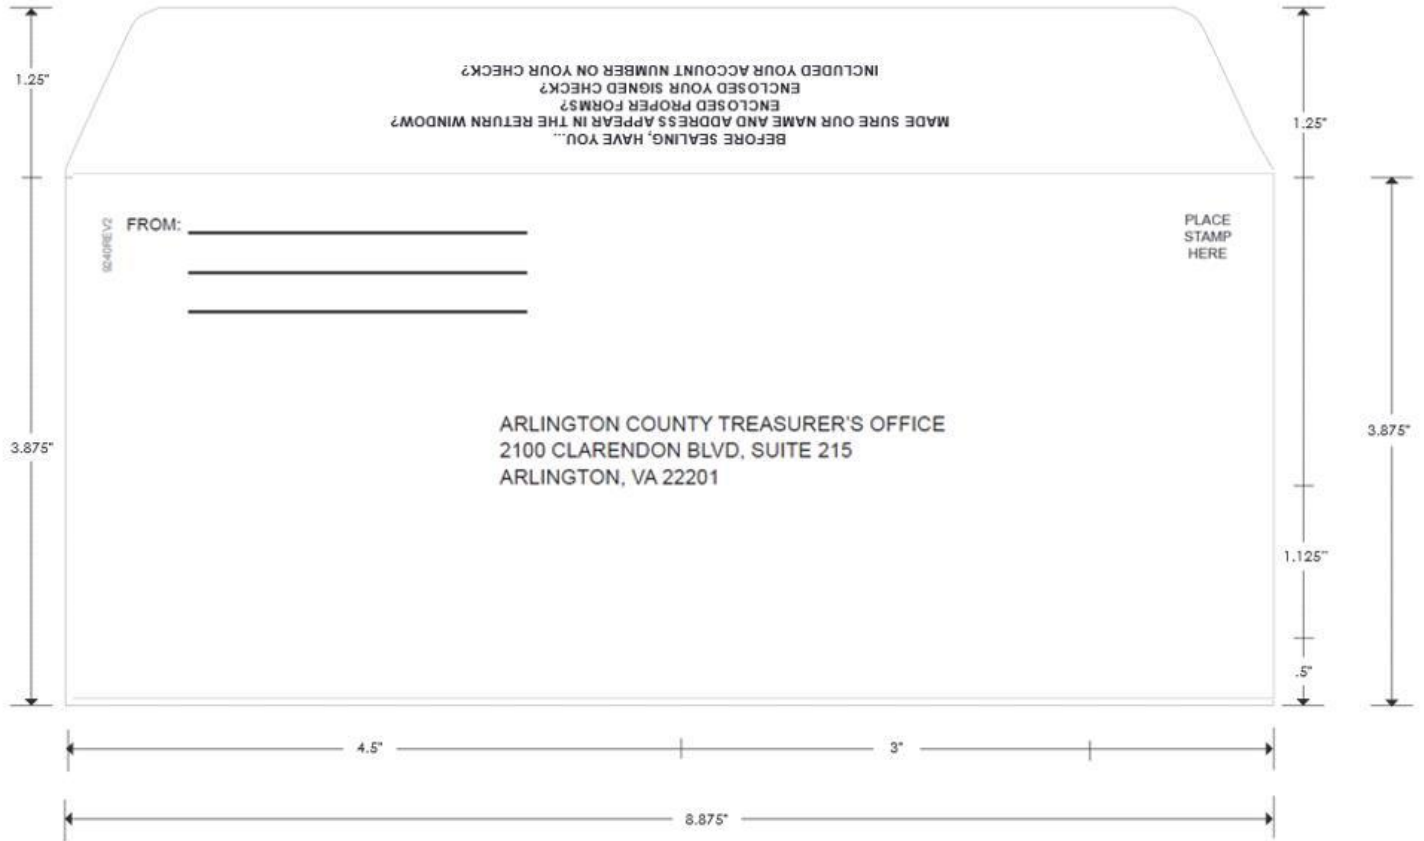 BEFORE SEALING, HAVE YOU...
MADE SURE OUR NAME AND ADDRESS APPEAR IN THE RETURN WINDOW?
ENCLOSED PROPER FORMS?
ENCLOSED YOUR SIGNED CHECK?
INCLUDED YOUR ACCOUNT NUMBER ON YOUR CHECK?
1.25"
1.25"
9240REV2
FROM:
PLACE
STAMP
HERE
ARLINGTON COUNTY TREASURER'S OFFICE
2100 CLARENDON BLVD, SUITE 215
ARLINGTON, VA 22201
3.875"
3.875"
1.125"
.5"
4.5"
3"
8.875"